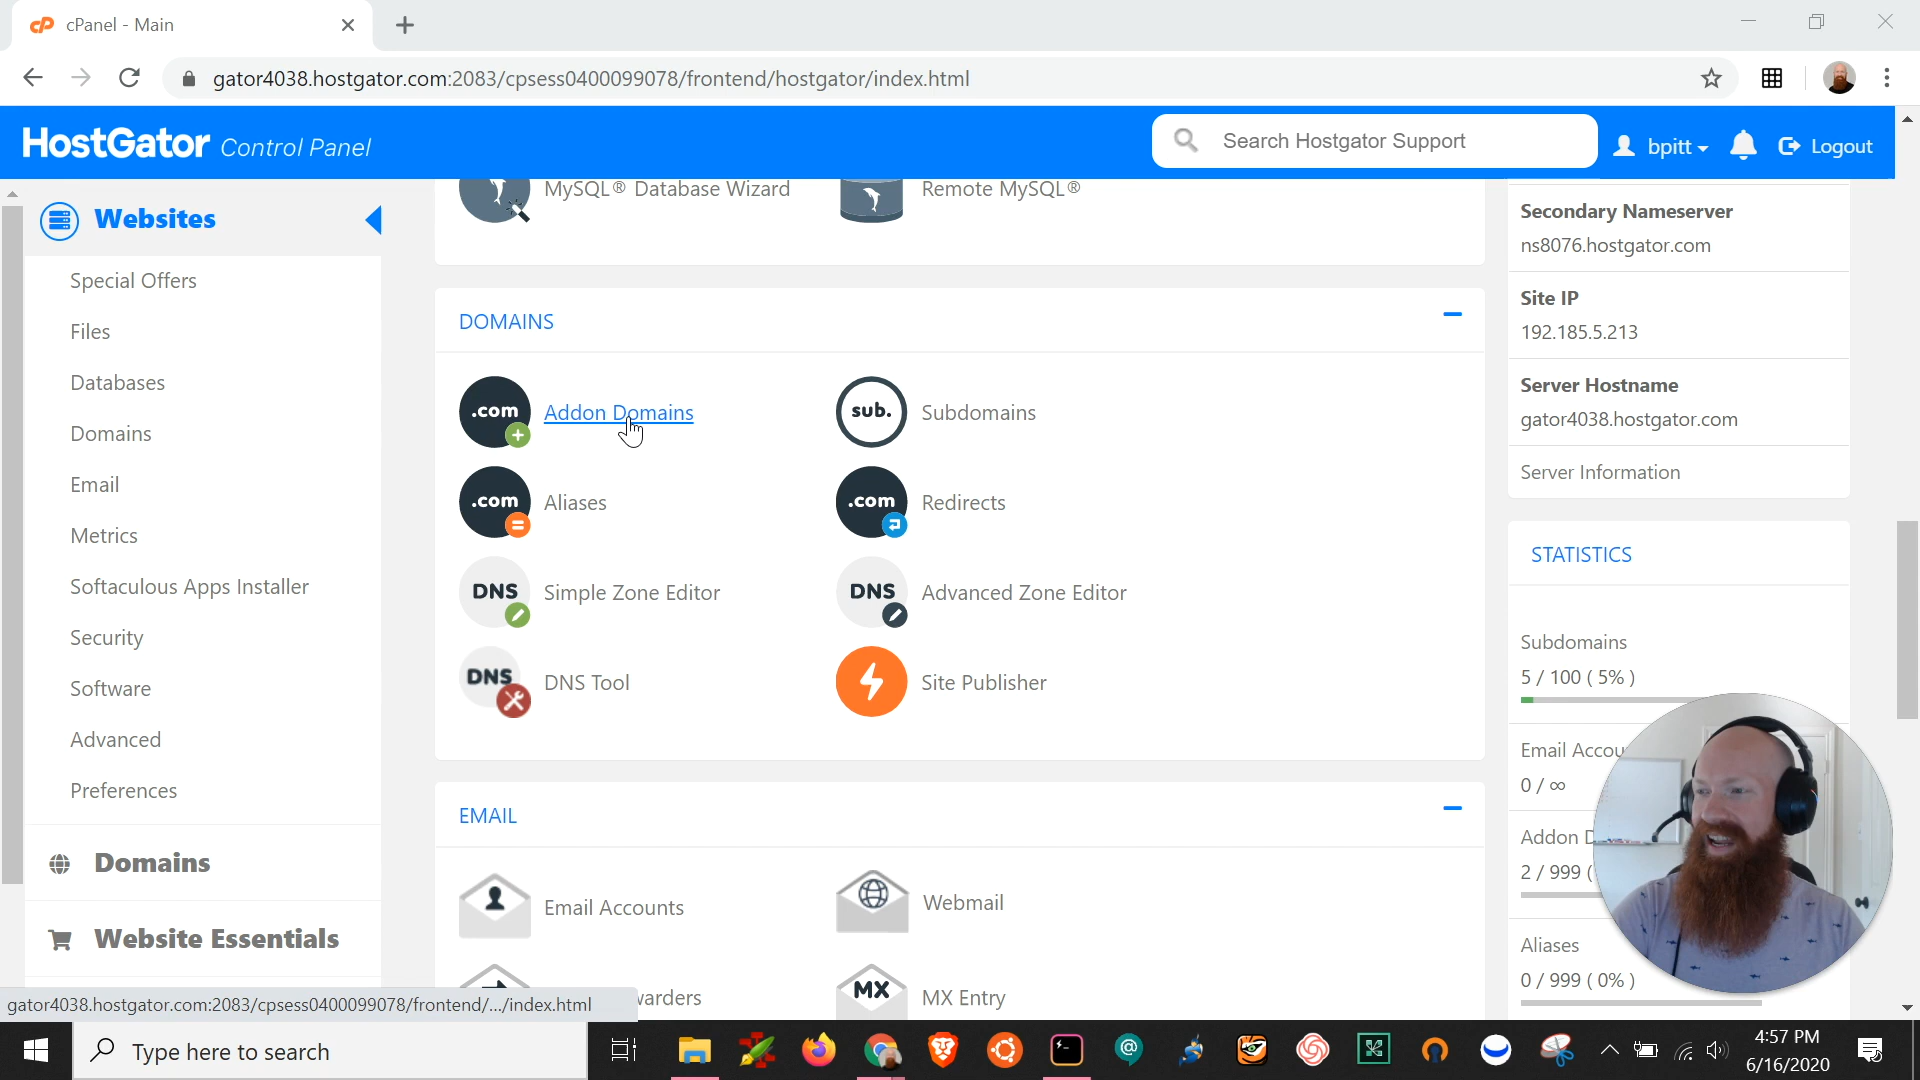 cPanel - Main
gator4038.hostgator.com:2083/cpsess0400099078/frontend/hostgator/index.html
HostGator Control Panel
Search Hostgator Support
bpitt
Logout
Websites
Special Offers
Files
Databases
Domains
Email
Metrics
Softaculous Apps Installer
Security
Software
Advanced
Preferences
Domains
Website Essentials
MySQL® Database Wizard
Remote MySQL®
DOMAINS
.com
Addon Domains
sub.
Subdomains
.com
Aliases
.com
Redirects
DNS
Simple Zone Editor
DNS
Advanced Zone Editor
DNS
DNS Tool
Site Publisher
EMAIL
Email Accounts
Webmail
MX
MX Entry
Secondary Nameserver
ns8076.hostgator.com
Site IP
192.185.5.213
Server Hostname
gator4038.hostgator.com
Server Information
STATISTICS
Subdomains
5 / 100 ( 5% )
Email
0 / ∞
Addon
2 / 999 (
Aliases
0 / 999 ( 0% )
gator4038.hostgator.com:2083/cpsess0400099078/frontend/.../index.html
Type here to search
4:57 PM
6/16/2020